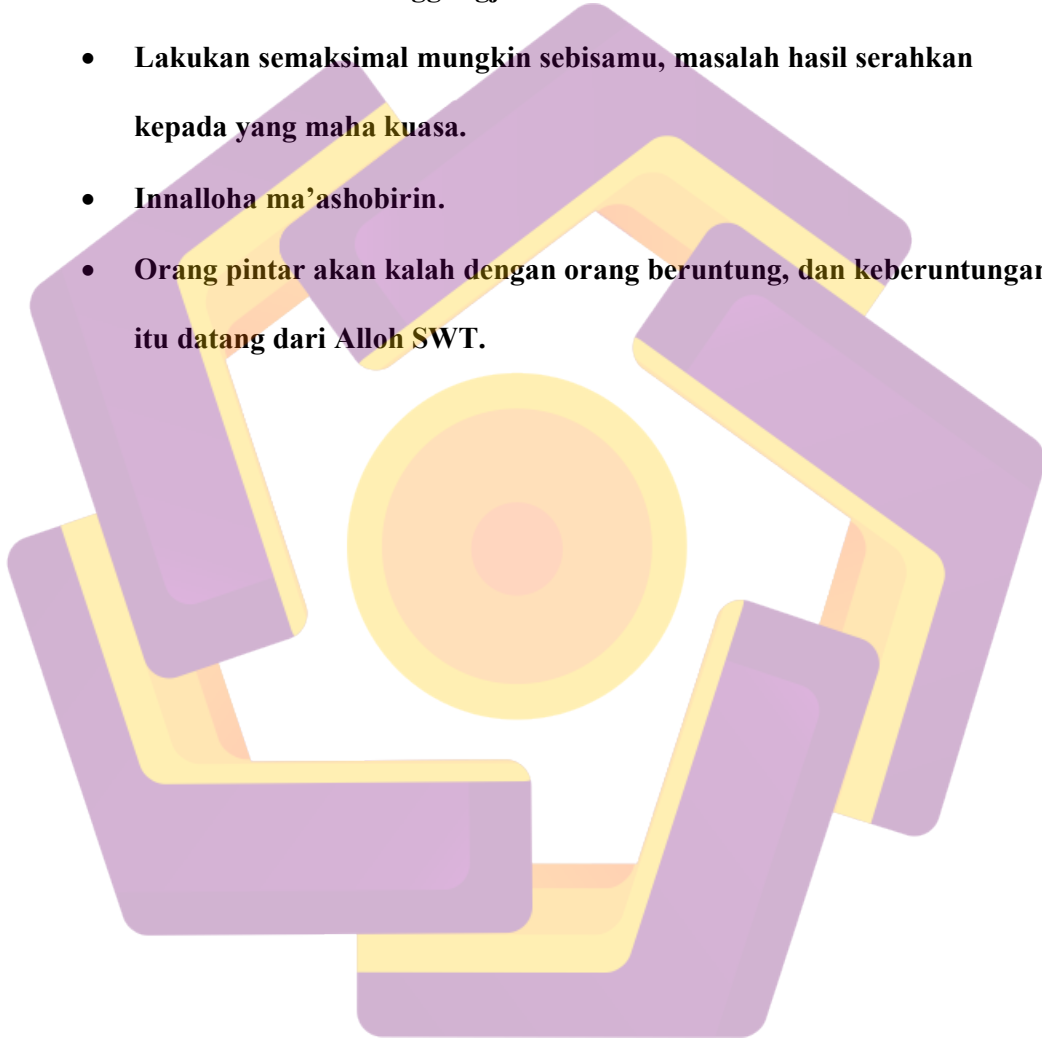 • Lakukan semaksimal mungkin sebisamu, masalah hasil serahkan
kepada yang maha kuasa.
• Innalloha ma’ashobirin.
• Orang pintar akan kalah dengan orang beruntung, dan keberuntungan
itu datang dari Alloh SWT.